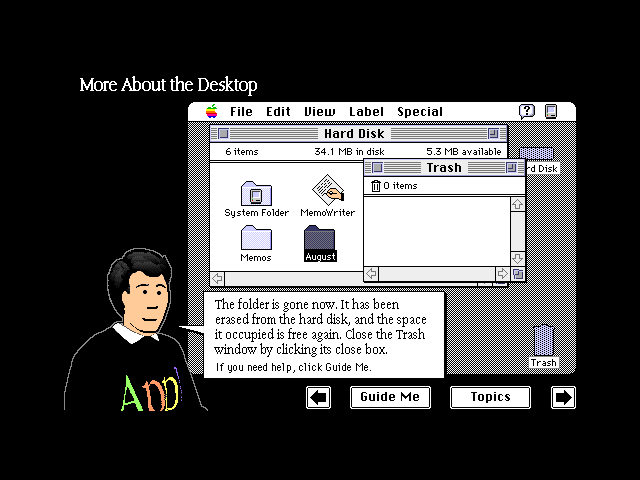 More About the Desktop
File Edit View Label Special
Hard Disk
6 items 34.1 MB in disk 5.3 MB available
Trash
0 items
rd Disk
System Folder MemoWriter
Memos August
The folder is gone now. It has been
erased from the hard disk, and the space
it occupied is free again. Close the Trash
window by clicking its close box.
If you need help, click Guide Me.
Trash
App
Guide Me Topics